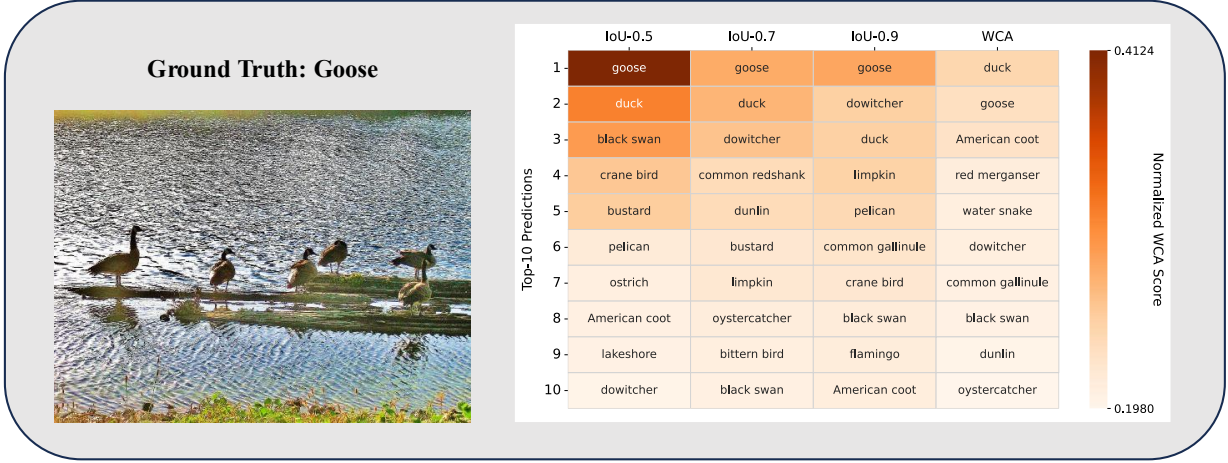 Ground Truth: Goose
IoU-0.5 IoU-0.7 IoU-0.9 WCA
Top-10 Predictions
1 goose goose goose duck
2 duck duck dowitcher goose
3 black swan dowitcher duck American coot
4 crane bird common redshank limpkin red merganser
5 bustard dunlin pelican water snake
6 pelican bustard common gallinule dowitcher
7 ostrich limpkin crane bird common gallinule
8 American coot oystercatcher black swan black swan
9 lakeshore bittern bird flamingo dunlin
10 dowitcher black swan American coot oystercatcher
0.4124
0.1980
Normalized WCA Score